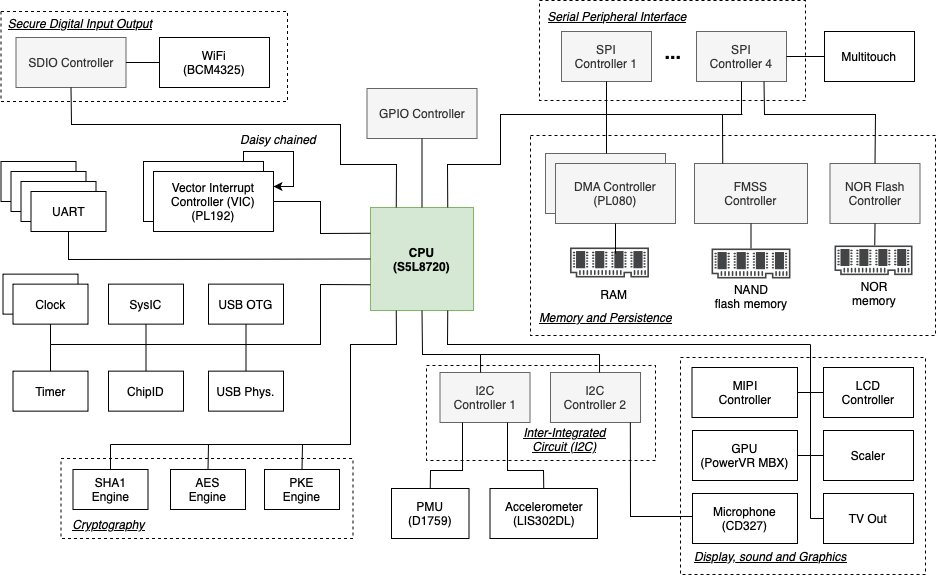 Secure Digital Input Output
SDIO Controller
WiFi
(BCM4325)
Serial Peripheral Interface
SPI
Controller 1
...
SPI
Controller 4
Multitouch
GPIO Controller
Daisy chained
UART
Vector Interrupt
Controller (VIC)
(PL192)
DMA Controller
(PL080)
FMSS
Controller
NOR Flash
Controller
CPU
(S5L8720)
RAM
NAND
flash memory
NOR
memory
Memory and Persistence
Clock
SysIC
USB OTG
Timer
ChipID
USB Phys.
I2C
Controller 1
I2C
Controller 2
Inter-Integrated
Circuit (I2C)
MIPI
Controller
LCD
Controller
GPU
(PowerVR MBX)
Scaler
SHA1
Engine
AES
Engine
PKE
Engine
Cryptography
PMU
(D1759)
Accelerometer
(LIS302DL)
Microphone
(CD327)
TV Out
Display, sound and Graphics